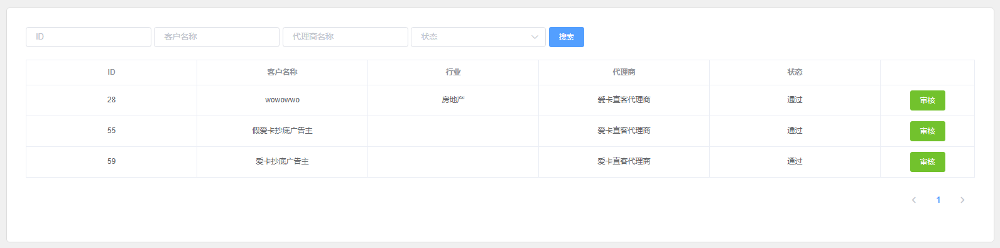 ID 客户名称 代理商名称 状态 搜索
ID 客户名称 行业 代理商 状态
28 wowowwo 房地产 爱卡直客代理商 通过 审核
55 假爱卡抄底广告主 爱卡直客代理商 通过 审核
59 爱卡抄底广告主 爱卡直客代理商 通过 审核
1